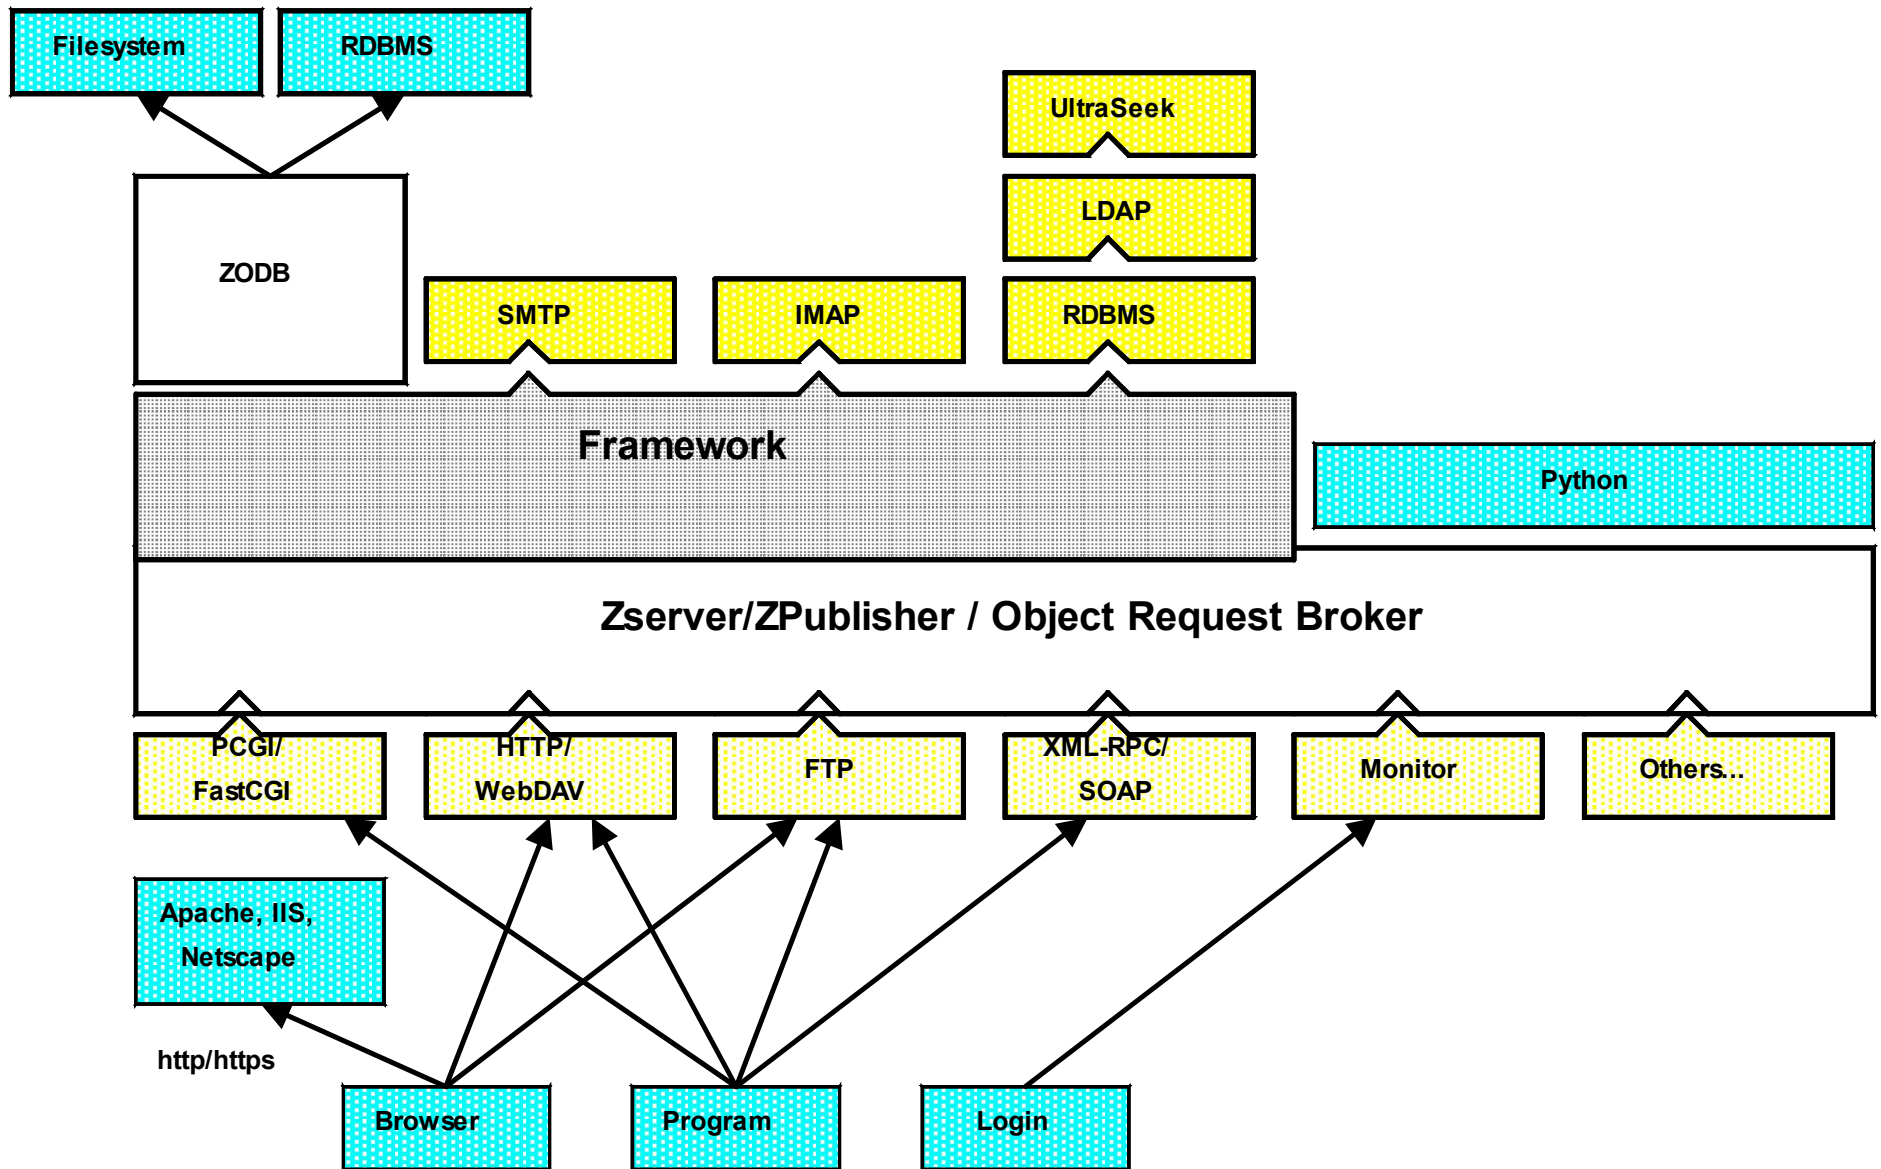 Filesystem
RDBMS
UltraSeek
LDAP
ZODB
SMTP
IMAP
RDBMS
Framework
Python
Zserver/ZPublisher / Object Request Broker
PCGI/
FastCGI
HTTP/
WebDAV
FTP
XML-RPC/
SOAP
Monitor
Others...
Apache, IIS,
Netscape
http/https
Browser
Program
Login